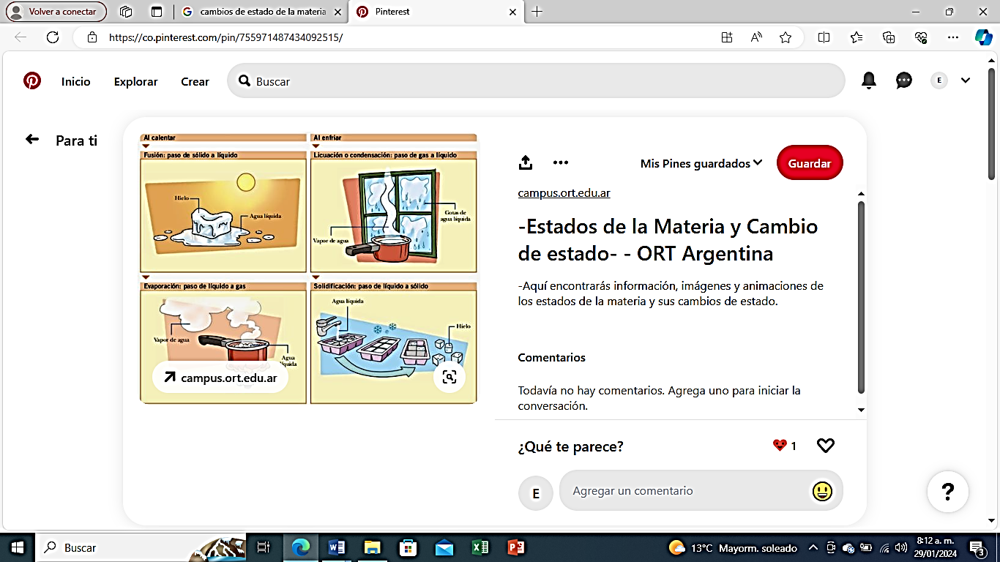 Volver a conectar
cambios de estado de la materia
Pinterest
https://co.pinterest.com/pin/755971487434092515/
Inicio
Explorar
Crear
Buscar
E
Para ti
Al calentar
Al enfriar
Fusión: paso de sólido a líquido
Licuación o condensación: paso de gas a líquido
Hielo
Agua líquida
Gotas de
agua líquida
Vapor de agua
Evaporación: paso de líquido a gas
Solidificación: paso de líquido a sólido
Vapor de agua
Agua
líquida
Agua líquida
Hielo
campus.ort.edu.ar
Mis Pines guardados
Guardar
campus.ort.edu.ar
-Estados de la Materia y Cambio
de estado- - ORT Argentina
-Aquí encontrarás información, imágenes y animaciones de
los estados de la materia y sus cambios de estado.
Comentarios
Todavía no hay comentarios. Agrega uno para iniciar la
conversación.
¿Qué te parece?
1
E
Agregar un comentario
?
Buscar
13°C Mayorm. soleado
8:12 a. m.
29/01/2024
3